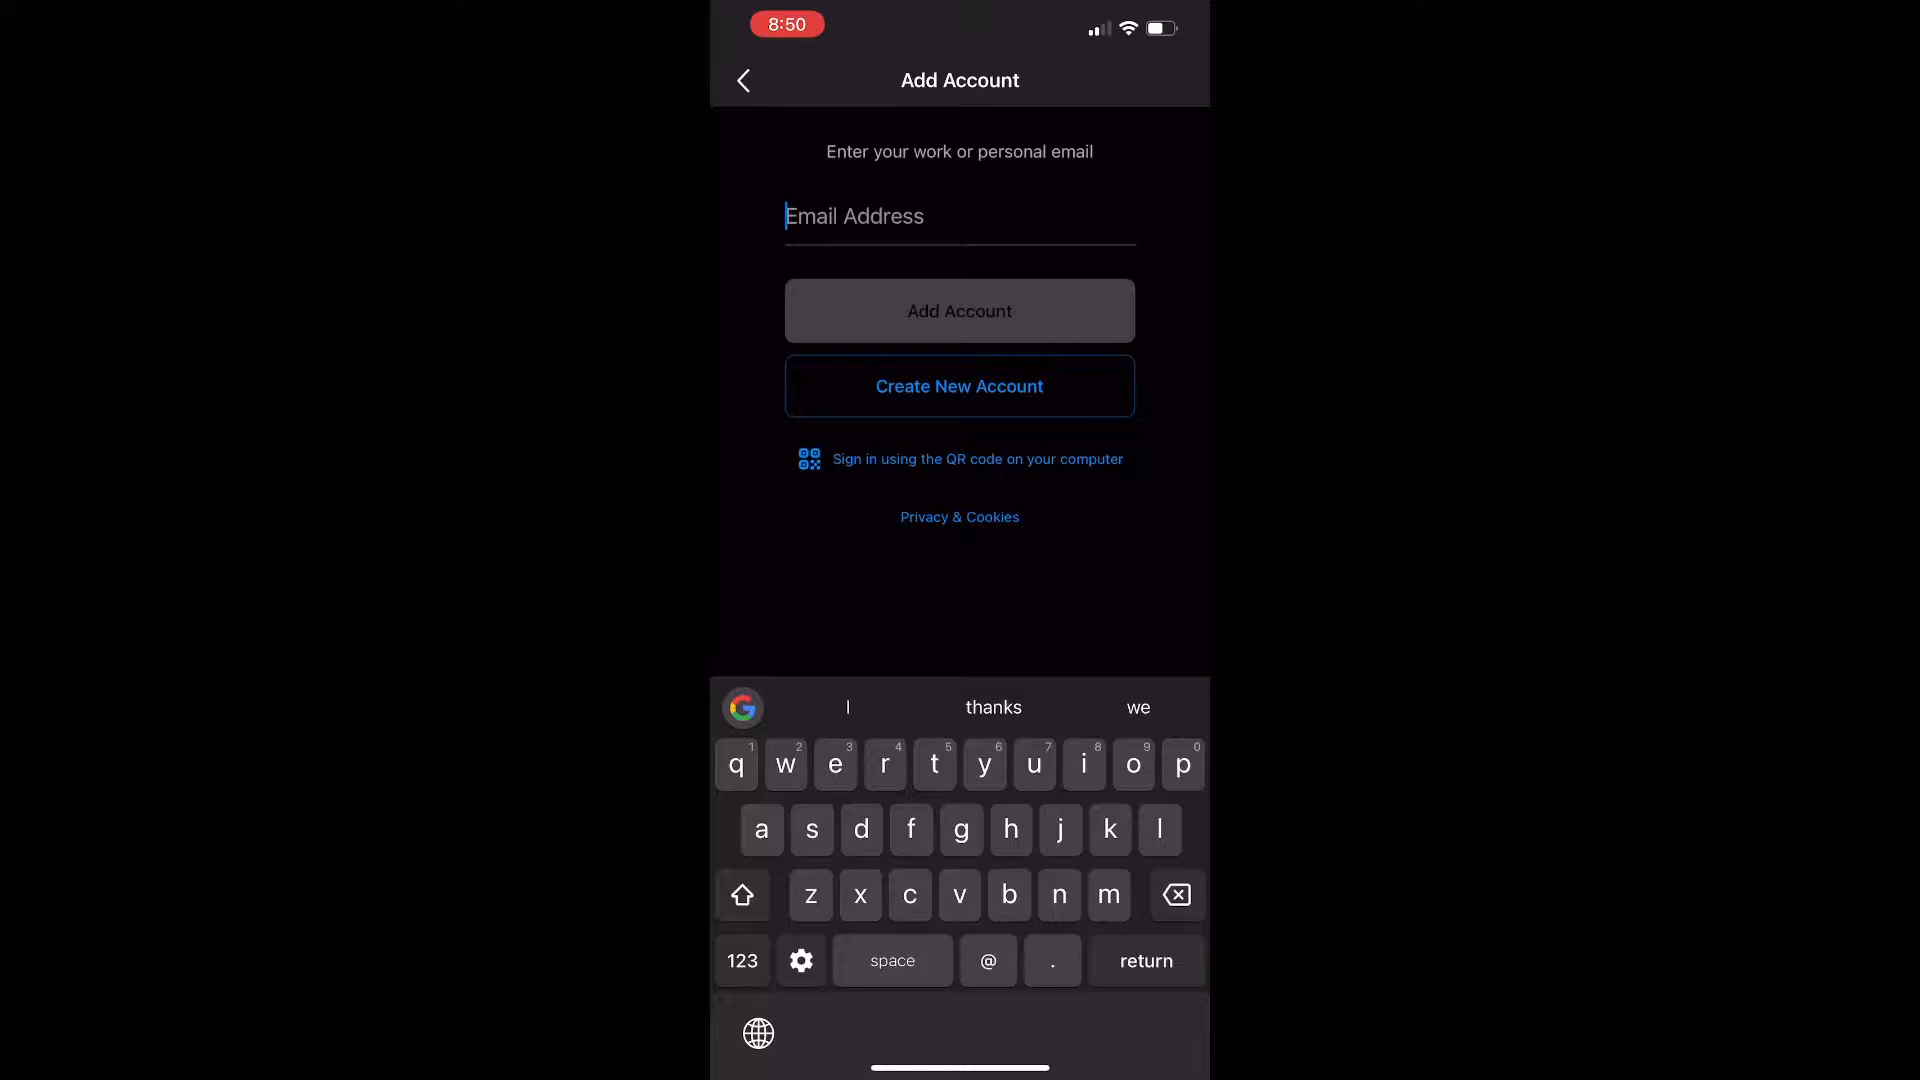 8:50
Add Account
Enter your work or personal email
Email Address
Add Account
Create New Account
Sign in using the QR code on your computer
Privacy & Cookies
I thanks we
1 2 3 4 5 6 7 8 9 0
q w e r t y u i o p
a s d f g h j k l
z x c v b n m
123 space @ . return